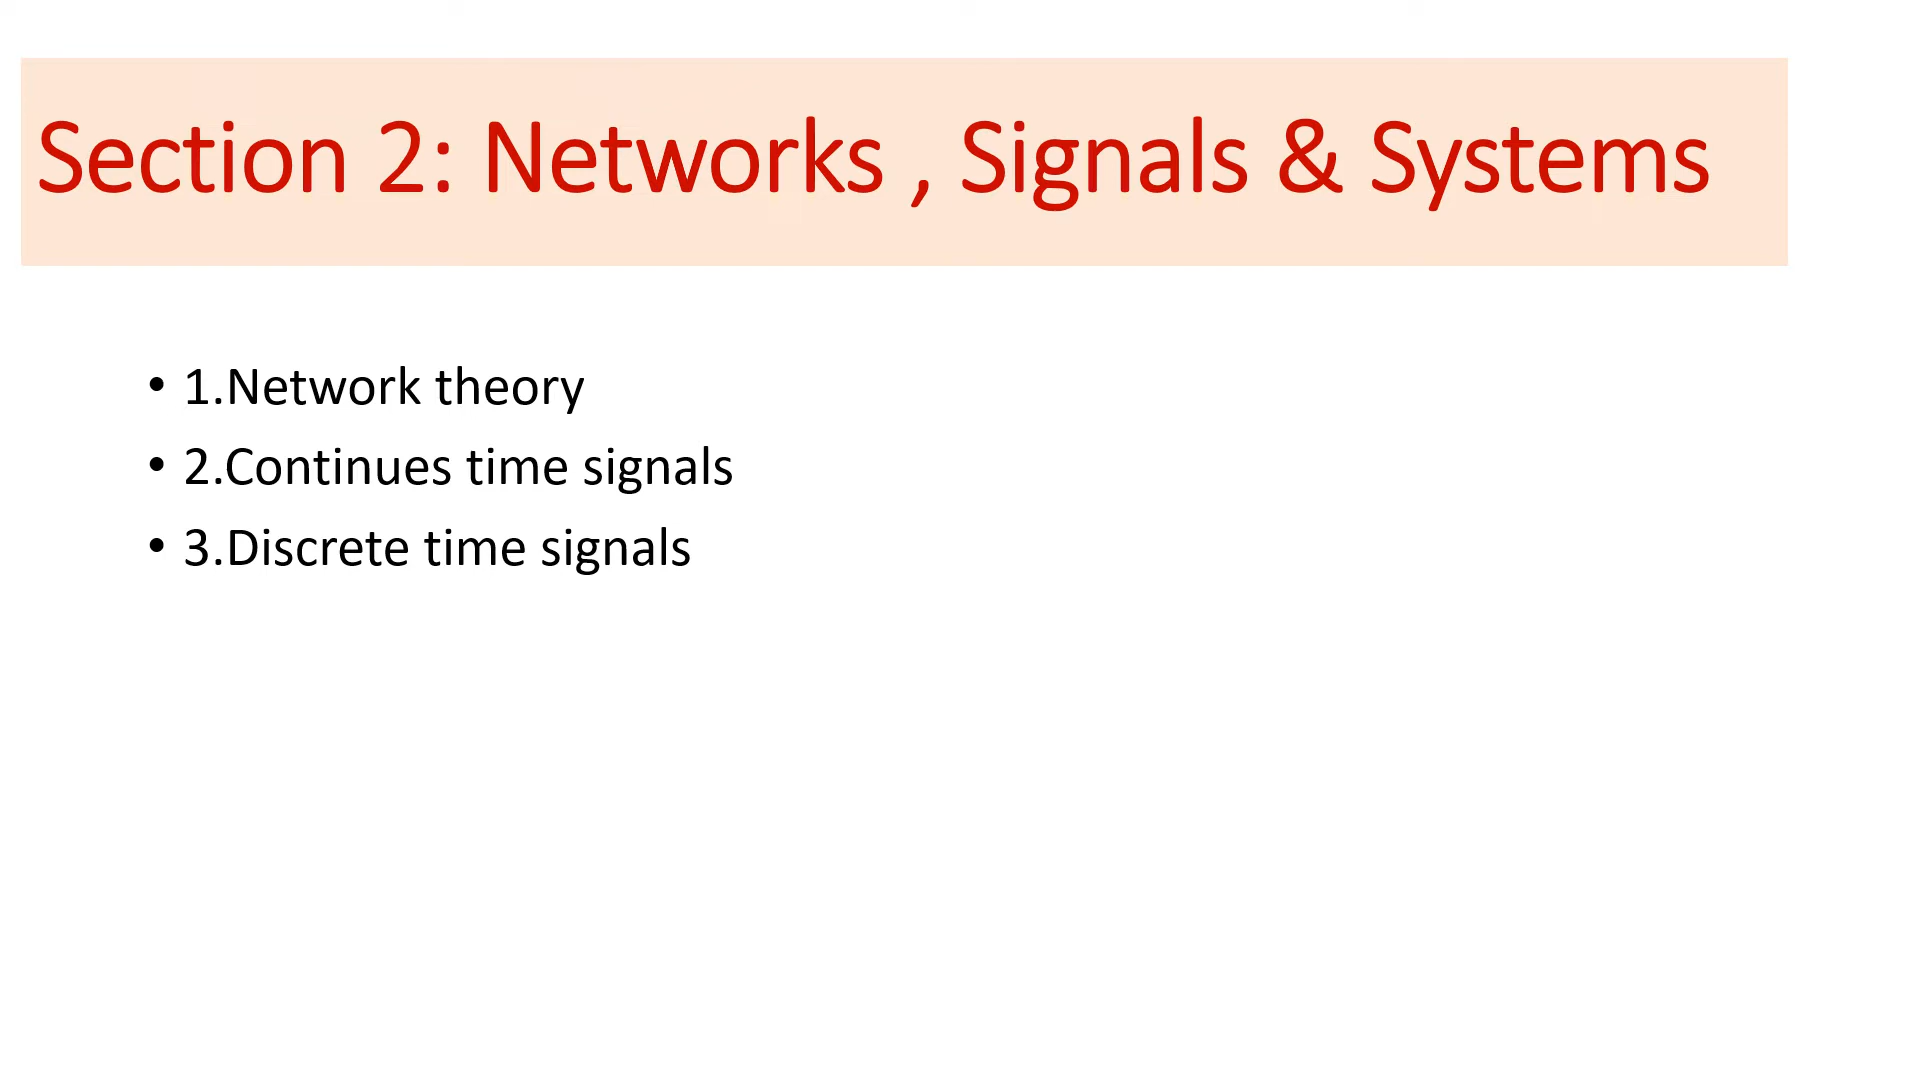 Section 2: Networks , Signals & Systems
• 1.Network theory
• 2.Continues time signals
• 3.Discrete time signals